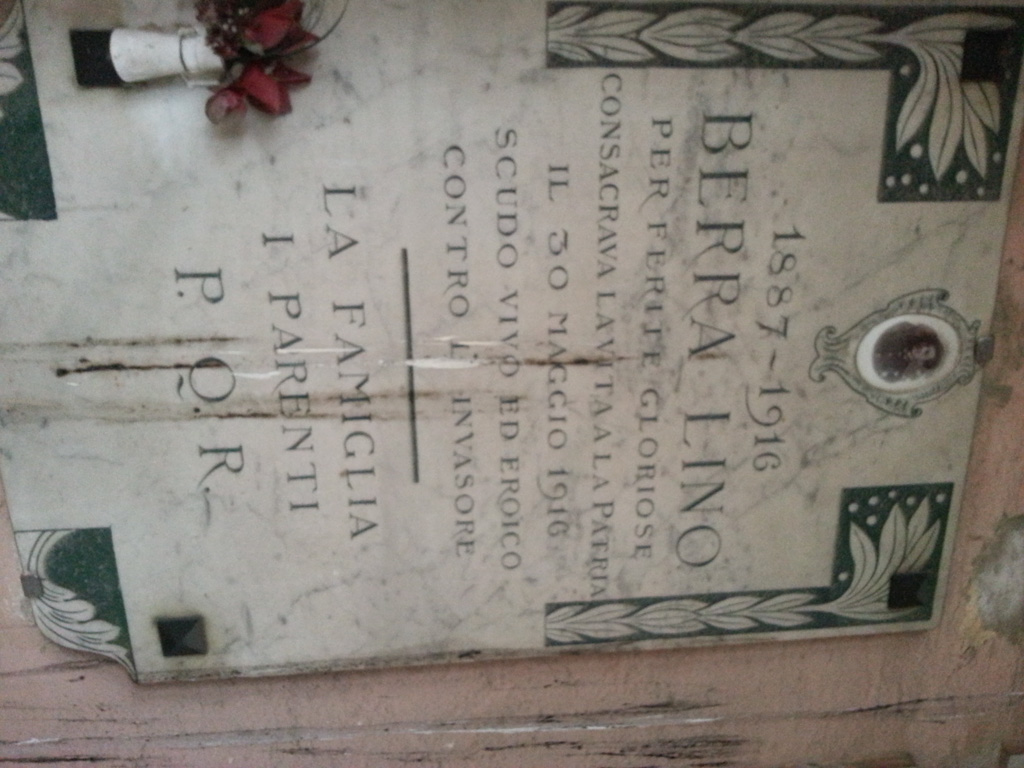 1887-1916
BERRA LINO
PER FERITE GLORIOSE
CONSACRAVA LA VITA ALA PATRIA
IL 30 MAGGIO 1916
SCUDO VIVO ED EROICO
CONTRO L'INVASORE
LA FAMIGLIA
I PARENTI
P. Q. R.